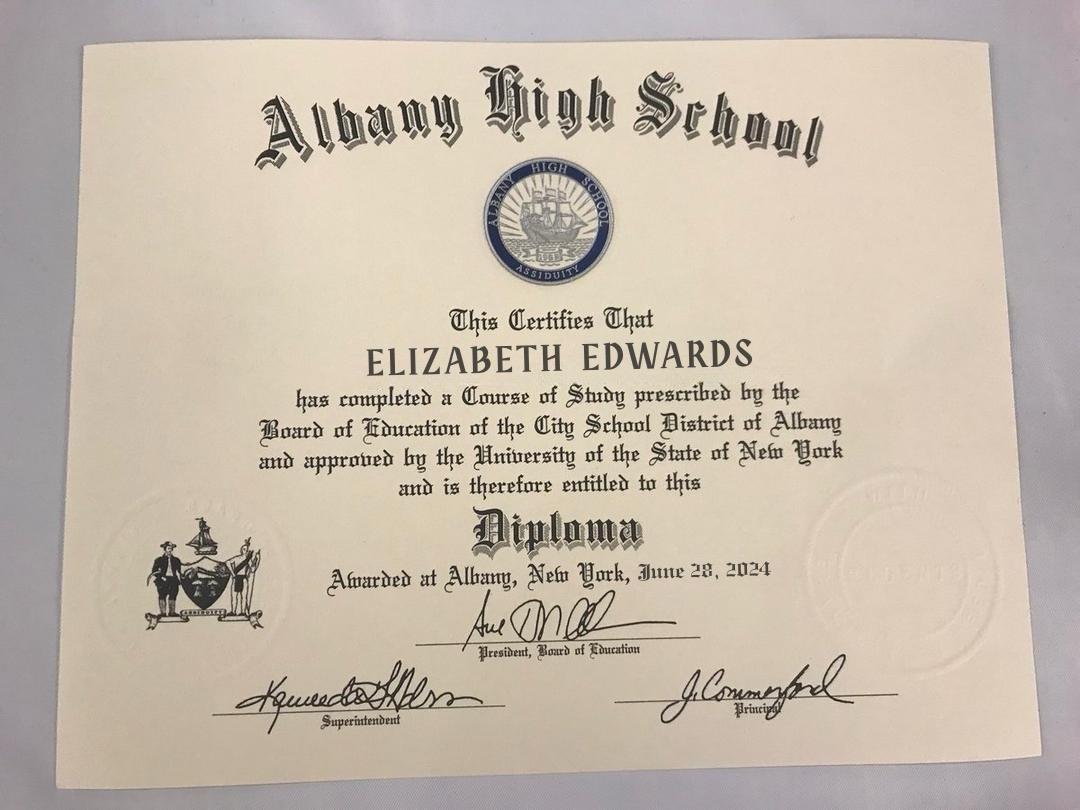 Albany High School
ALBANY HIGH SCHOOL
ASSIDUITY
This Certifies That
ELIZABETH EDWARDS
has completed a Course of Study prescribed by the
Board of Education of the City School District of Albany
and approved by the University of the State of New York
and is therefore entitled to this
Diploma
Awarded at Albany, New York, June 28, 2024
ASSIDUITY
President, Board of Education
J. Commerford
Superintendent
Principal